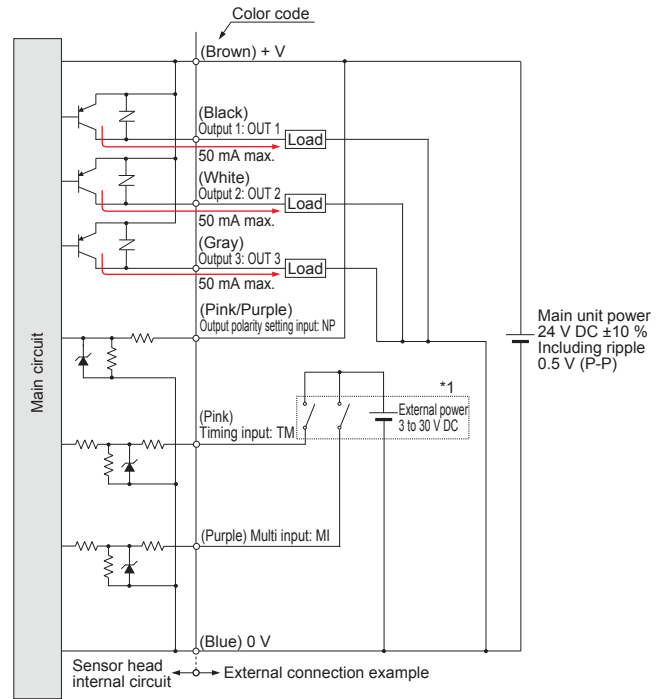 Color code
(Brown) + V
(Black)
Output 1: OUT 1
Load
50 mA max.
(White)
Output 2: OUT 2
Load
50 mA max.
(Gray)
Output 3: OUT 3
Load
50 mA max.
(Pink/Purple)
Output polarity setting input: NP
Main unit power
24 V DC ±10 %
Including ripple
0.5 V (P-P)
Main circuit
*1
External power
3 to 30 V DC
(Pink)
Timing input: TM
(Purple) Multi input: MI
(Blue) 0 V
Sensor head
internal circuit
External connection example